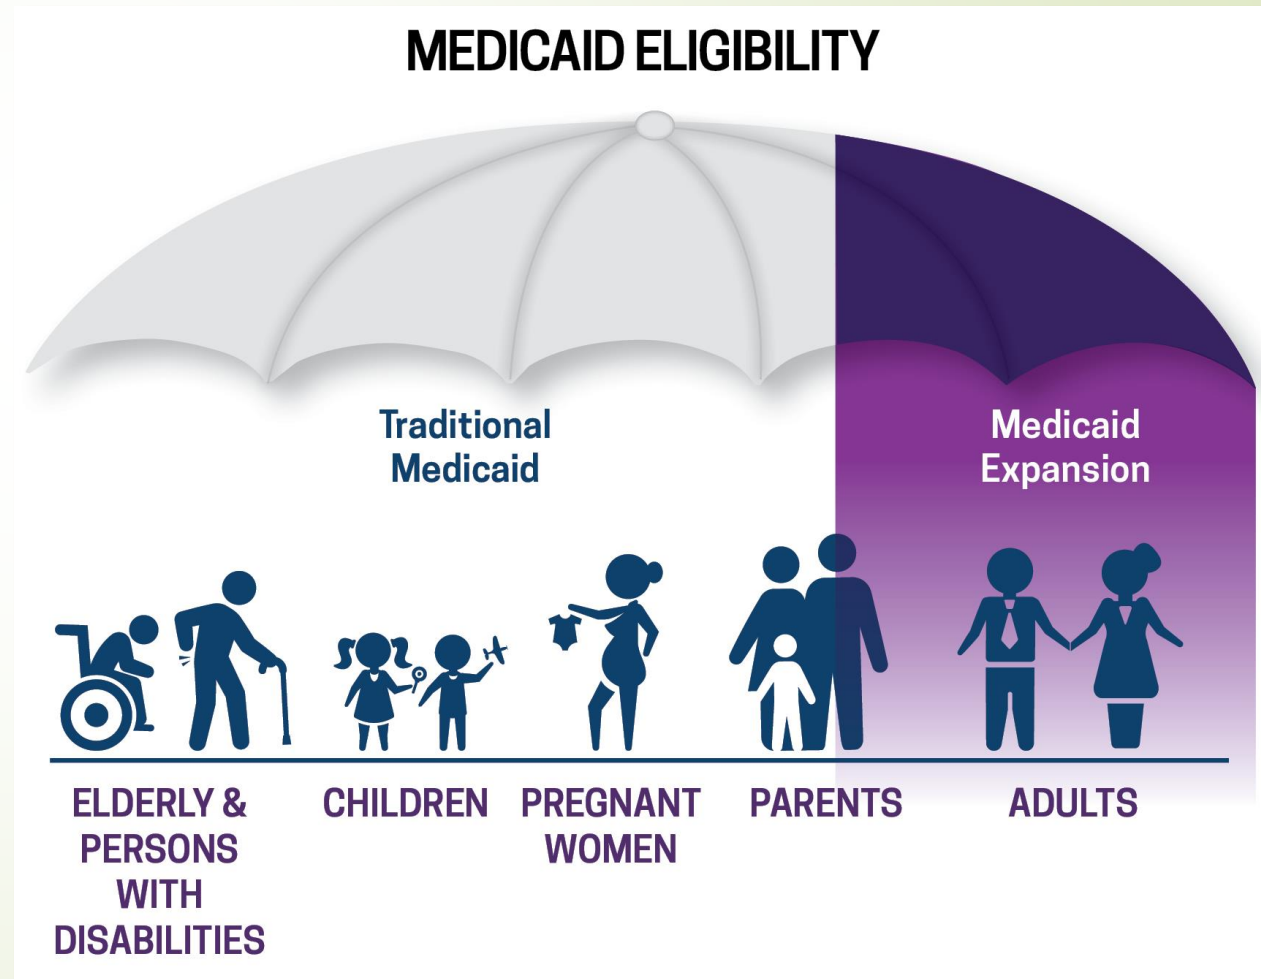 MEDICAID ELIGIBILITY
Traditional
Medicaid
Medicaid
Expansion
ELDERLY &
PERSONS
WITH
DISABILITIES
CHILDREN
PREGNANT
WOMEN
PARENTS
ADULTS